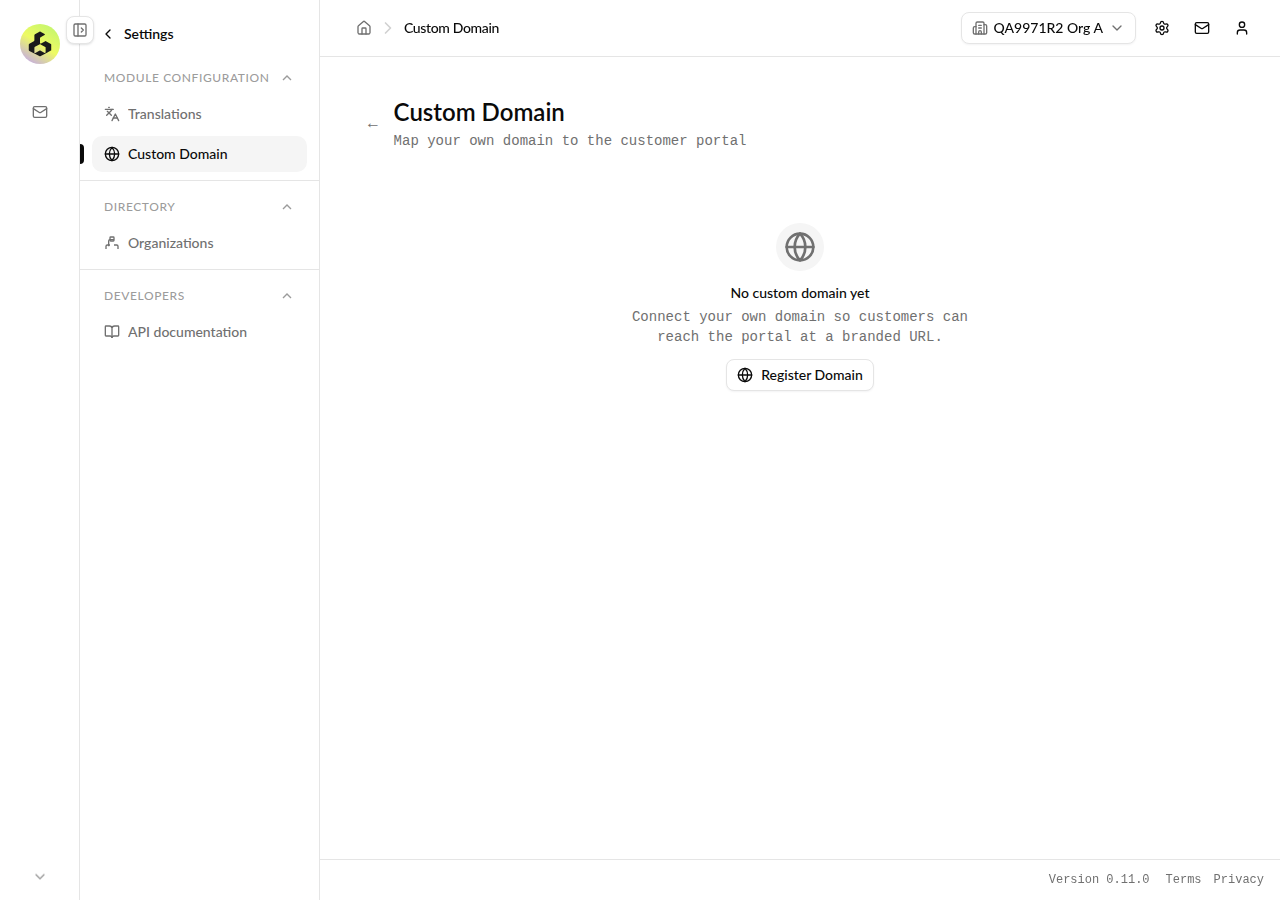 Settings
MODULE CONFIGURATION
Translations
Custom Domain
DIRECTORY
Organizations
DEVELOPERS
API documentation
Custom Domain
QA9971R2 Org A
Custom Domain
Map your own domain to the customer portal
No custom domain yet
Connect your own domain so customers can
reach the portal at a branded URL.
Register Domain
Version 0.11.0 Terms Privacy